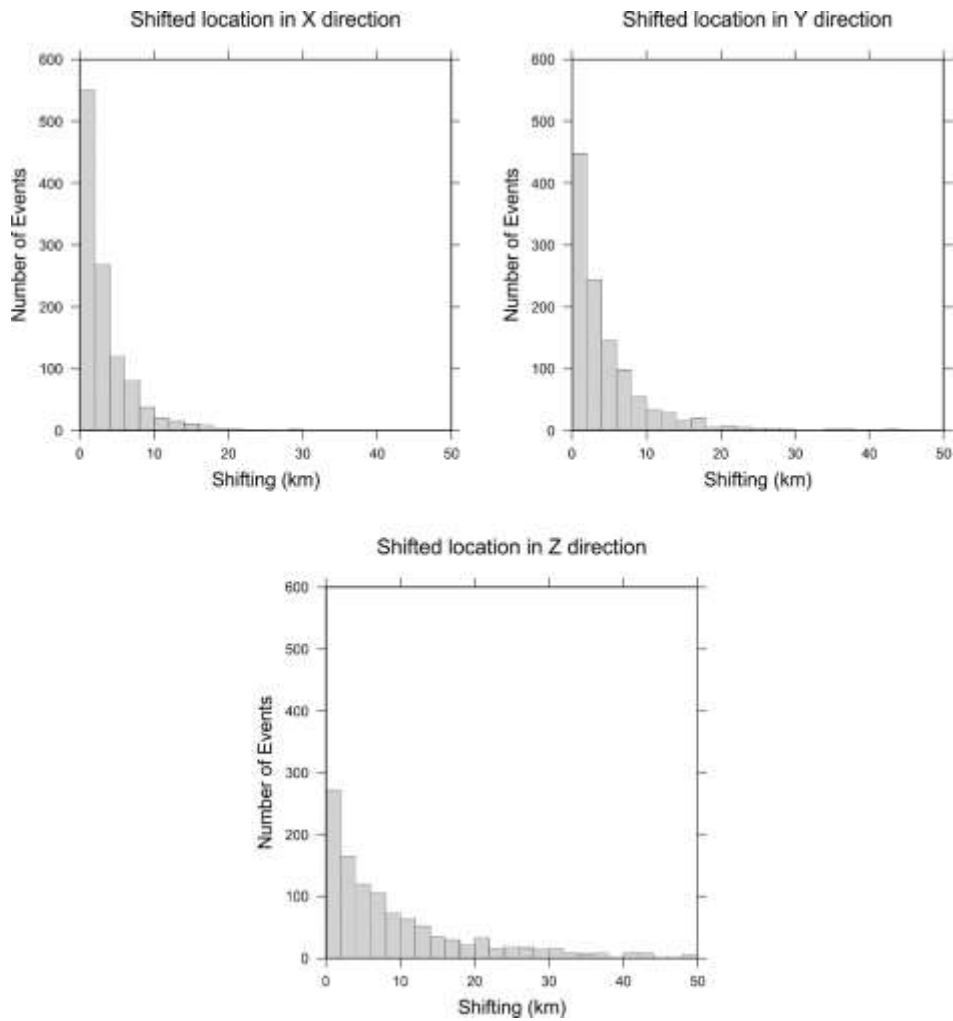 Shifted location in X direction
600
500
400
300
200
100
0
Number of Events
0 10 20 30 40 50
Shifting (km)
Shifted location in Y direction
600
500
400
300
200
100
0
Number of Events
0 10 20 30 40 50
Shifting (km)
Shifted location in Z direction
600
500
400
300
200
100
0
Number of Events
0 10 20 30 40 50
Shifting (km)